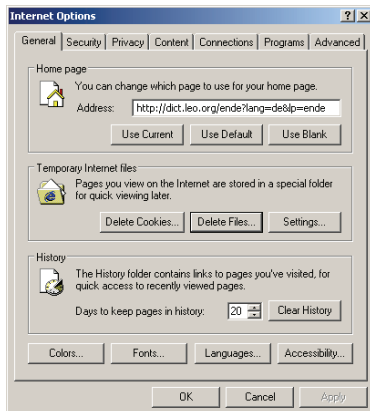 Internet Options
General Security Privacy Content Connections Programs Advanced
Home page
You can change which page to use for your home page.
Address: http://dict.leo.org/ende?lang=de&lp=ende
Use Current Use Default Use Blank
Temporary Internet files
Pages you view on the Internet are stored in a special folder
for quick viewing later.
Delete Cookies... Delete Files... Settings...
History
The History folder contains links to pages you've visited, for
quick access to recently viewed pages.
Days to keep pages in history: 20 Clear History
Colors... Fonts... Languages... Accessibility...
OK Cancel Apply